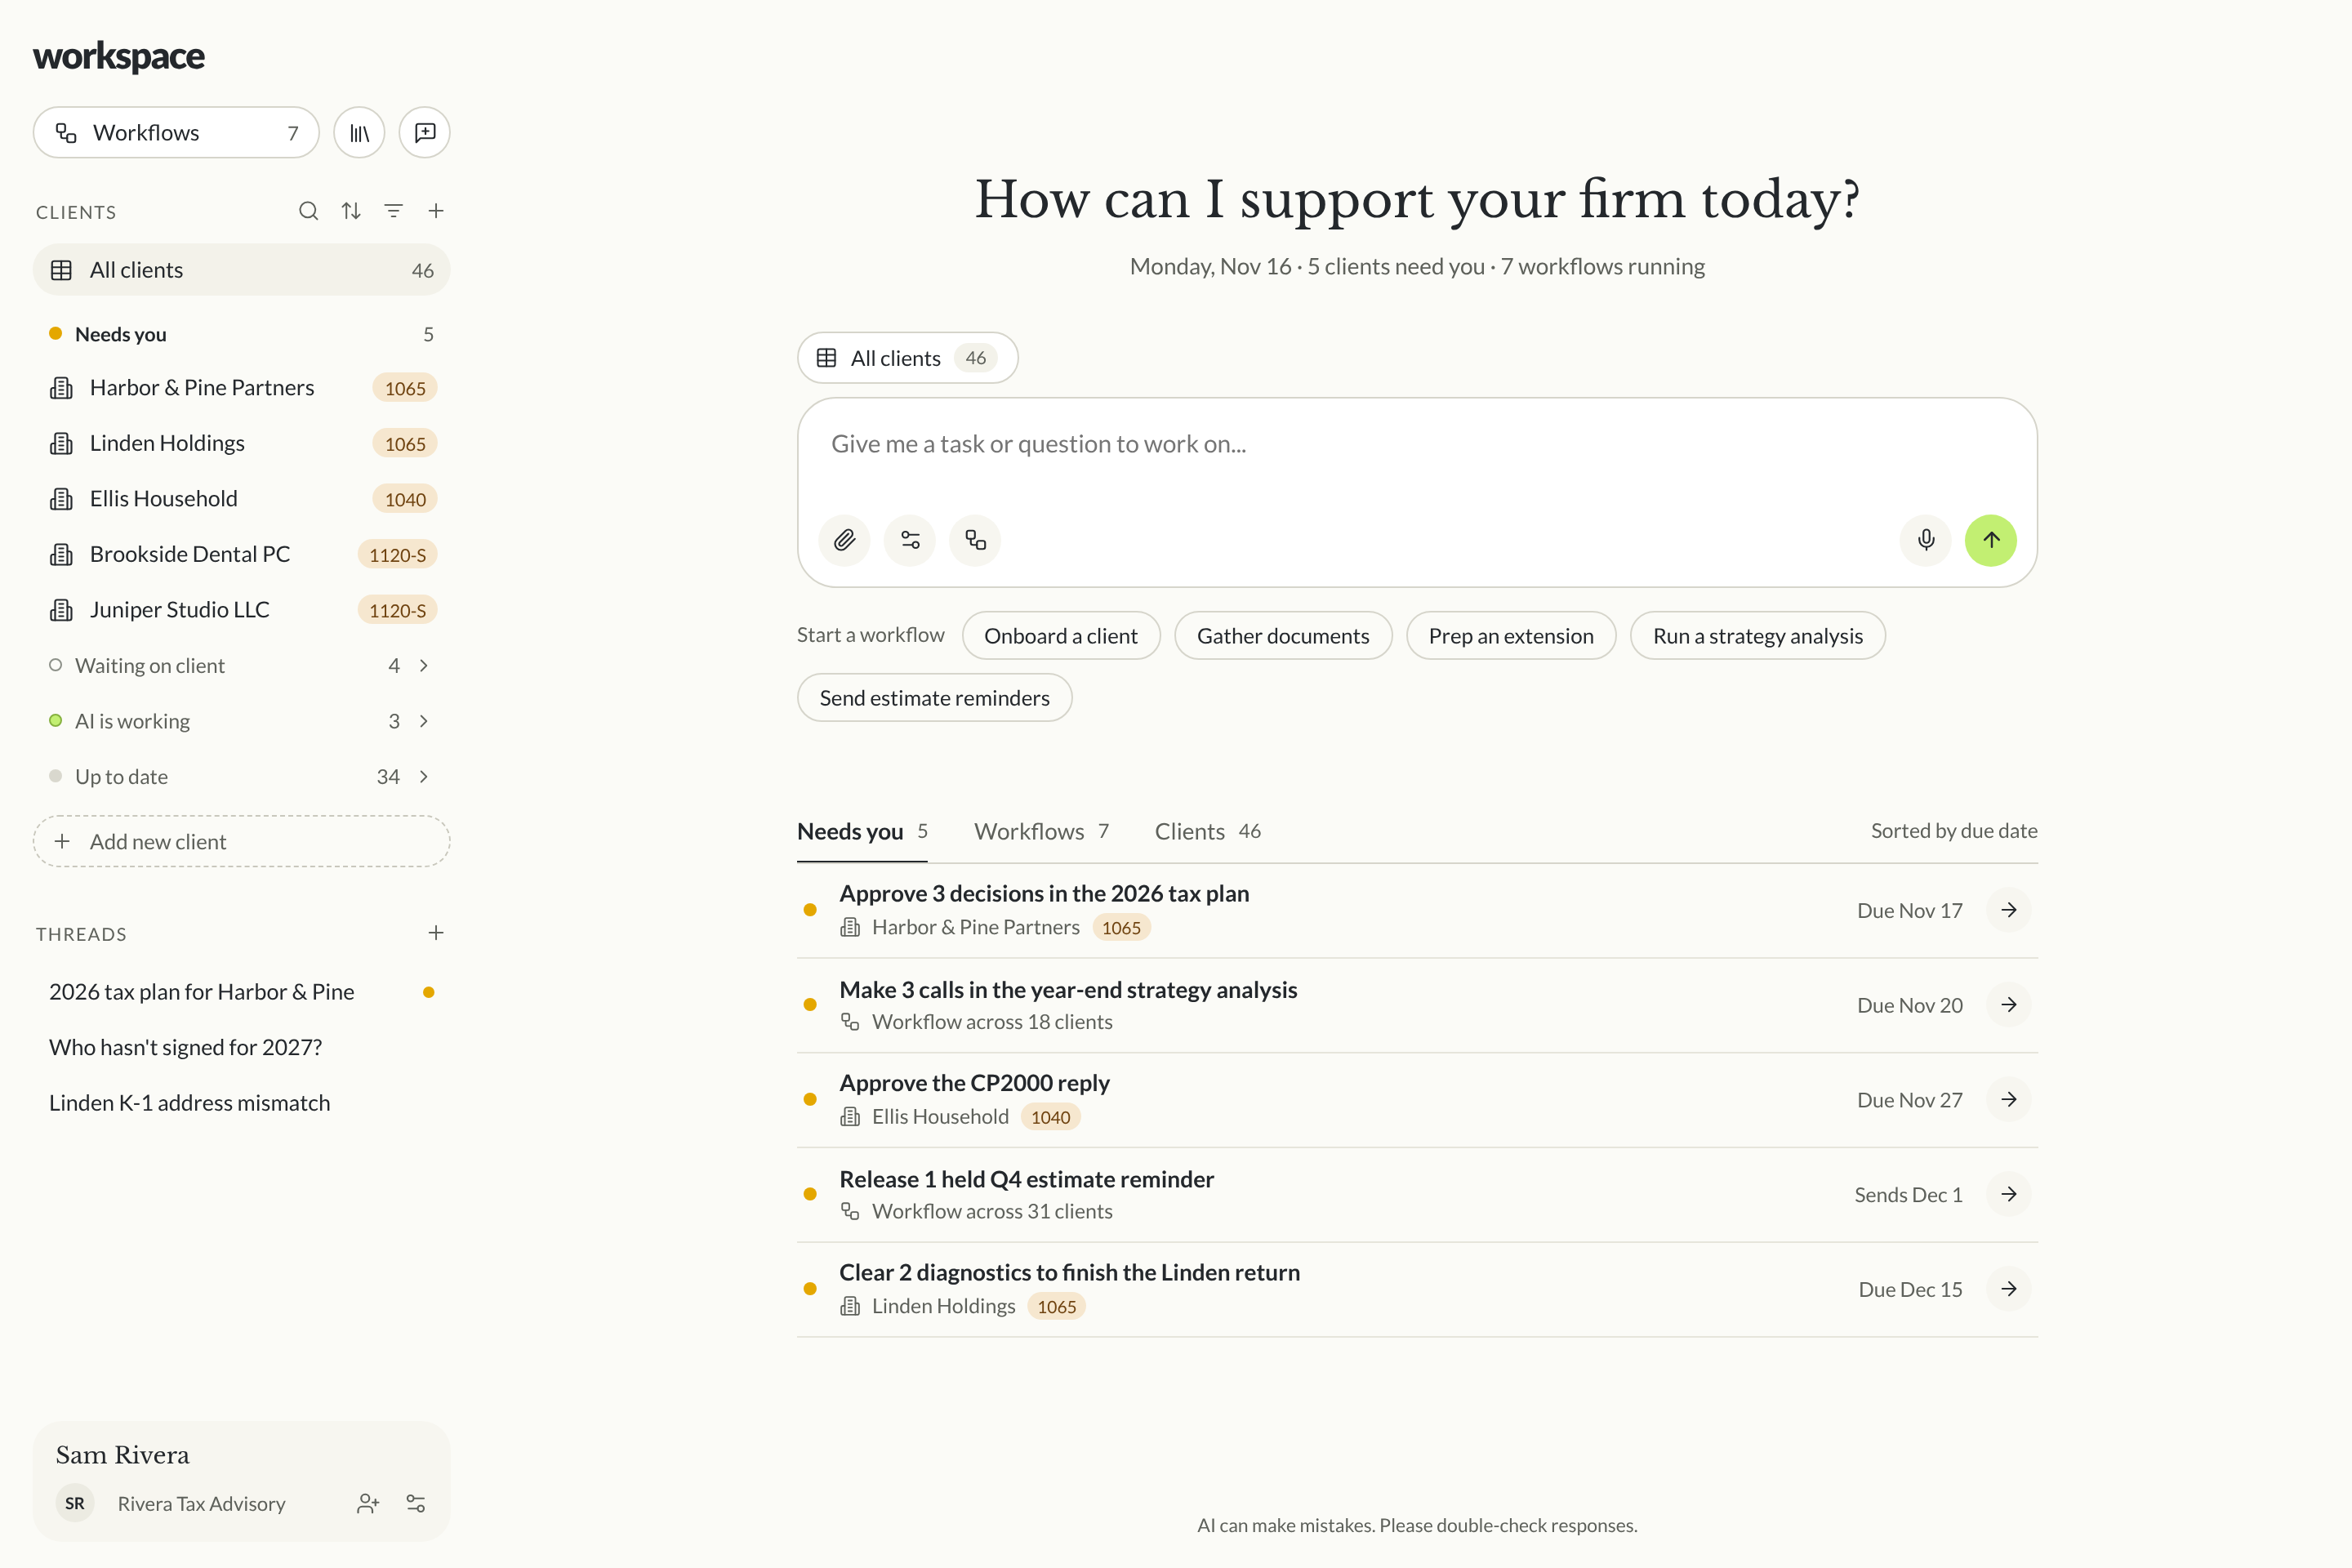 workspace
Workflows 7
CLIENTS
All clients 46
Needs you 5
Harbor & Pine Partners 1065
Linden Holdings 1065
Ellis Household 1040
Brookside Dental PC 1120-S
Juniper Studio LLC 1120-S
Waiting on client 4
AI is working 3
Up to date 34
Add new client
THREADS
2026 tax plan for Harbor & Pine
Who hasn't signed for 2027?
Linden K-1 address mismatch
Sam Rivera
SR Rivera Tax Advisory
How can I support your firm today?
Monday, Nov 16 · 5 clients need you · 7 workflows running
All clients 46
Give me a task or question to work on...
Start a workflow Onboard a client Gather documents Prep an extension Run a strategy analysis
Send estimate reminders
Needs you 5 Workflows 7 Clients 46 Sorted by due date
Approve 3 decisions in the 2026 tax plan
Harbor & Pine Partners 1065
Due Nov 17
Make 3 calls in the year-end strategy analysis
Workflow across 18 clients
Due Nov 20
Approve the CP2000 reply
Ellis Household 1040
Due Nov 27
Release 1 held Q4 estimate reminder
Workflow across 31 clients
Sends Dec 1
Clear 2 diagnostics to finish the Linden return
Linden Holdings 1065
Due Dec 15
AI can make mistakes. Please double-check responses.